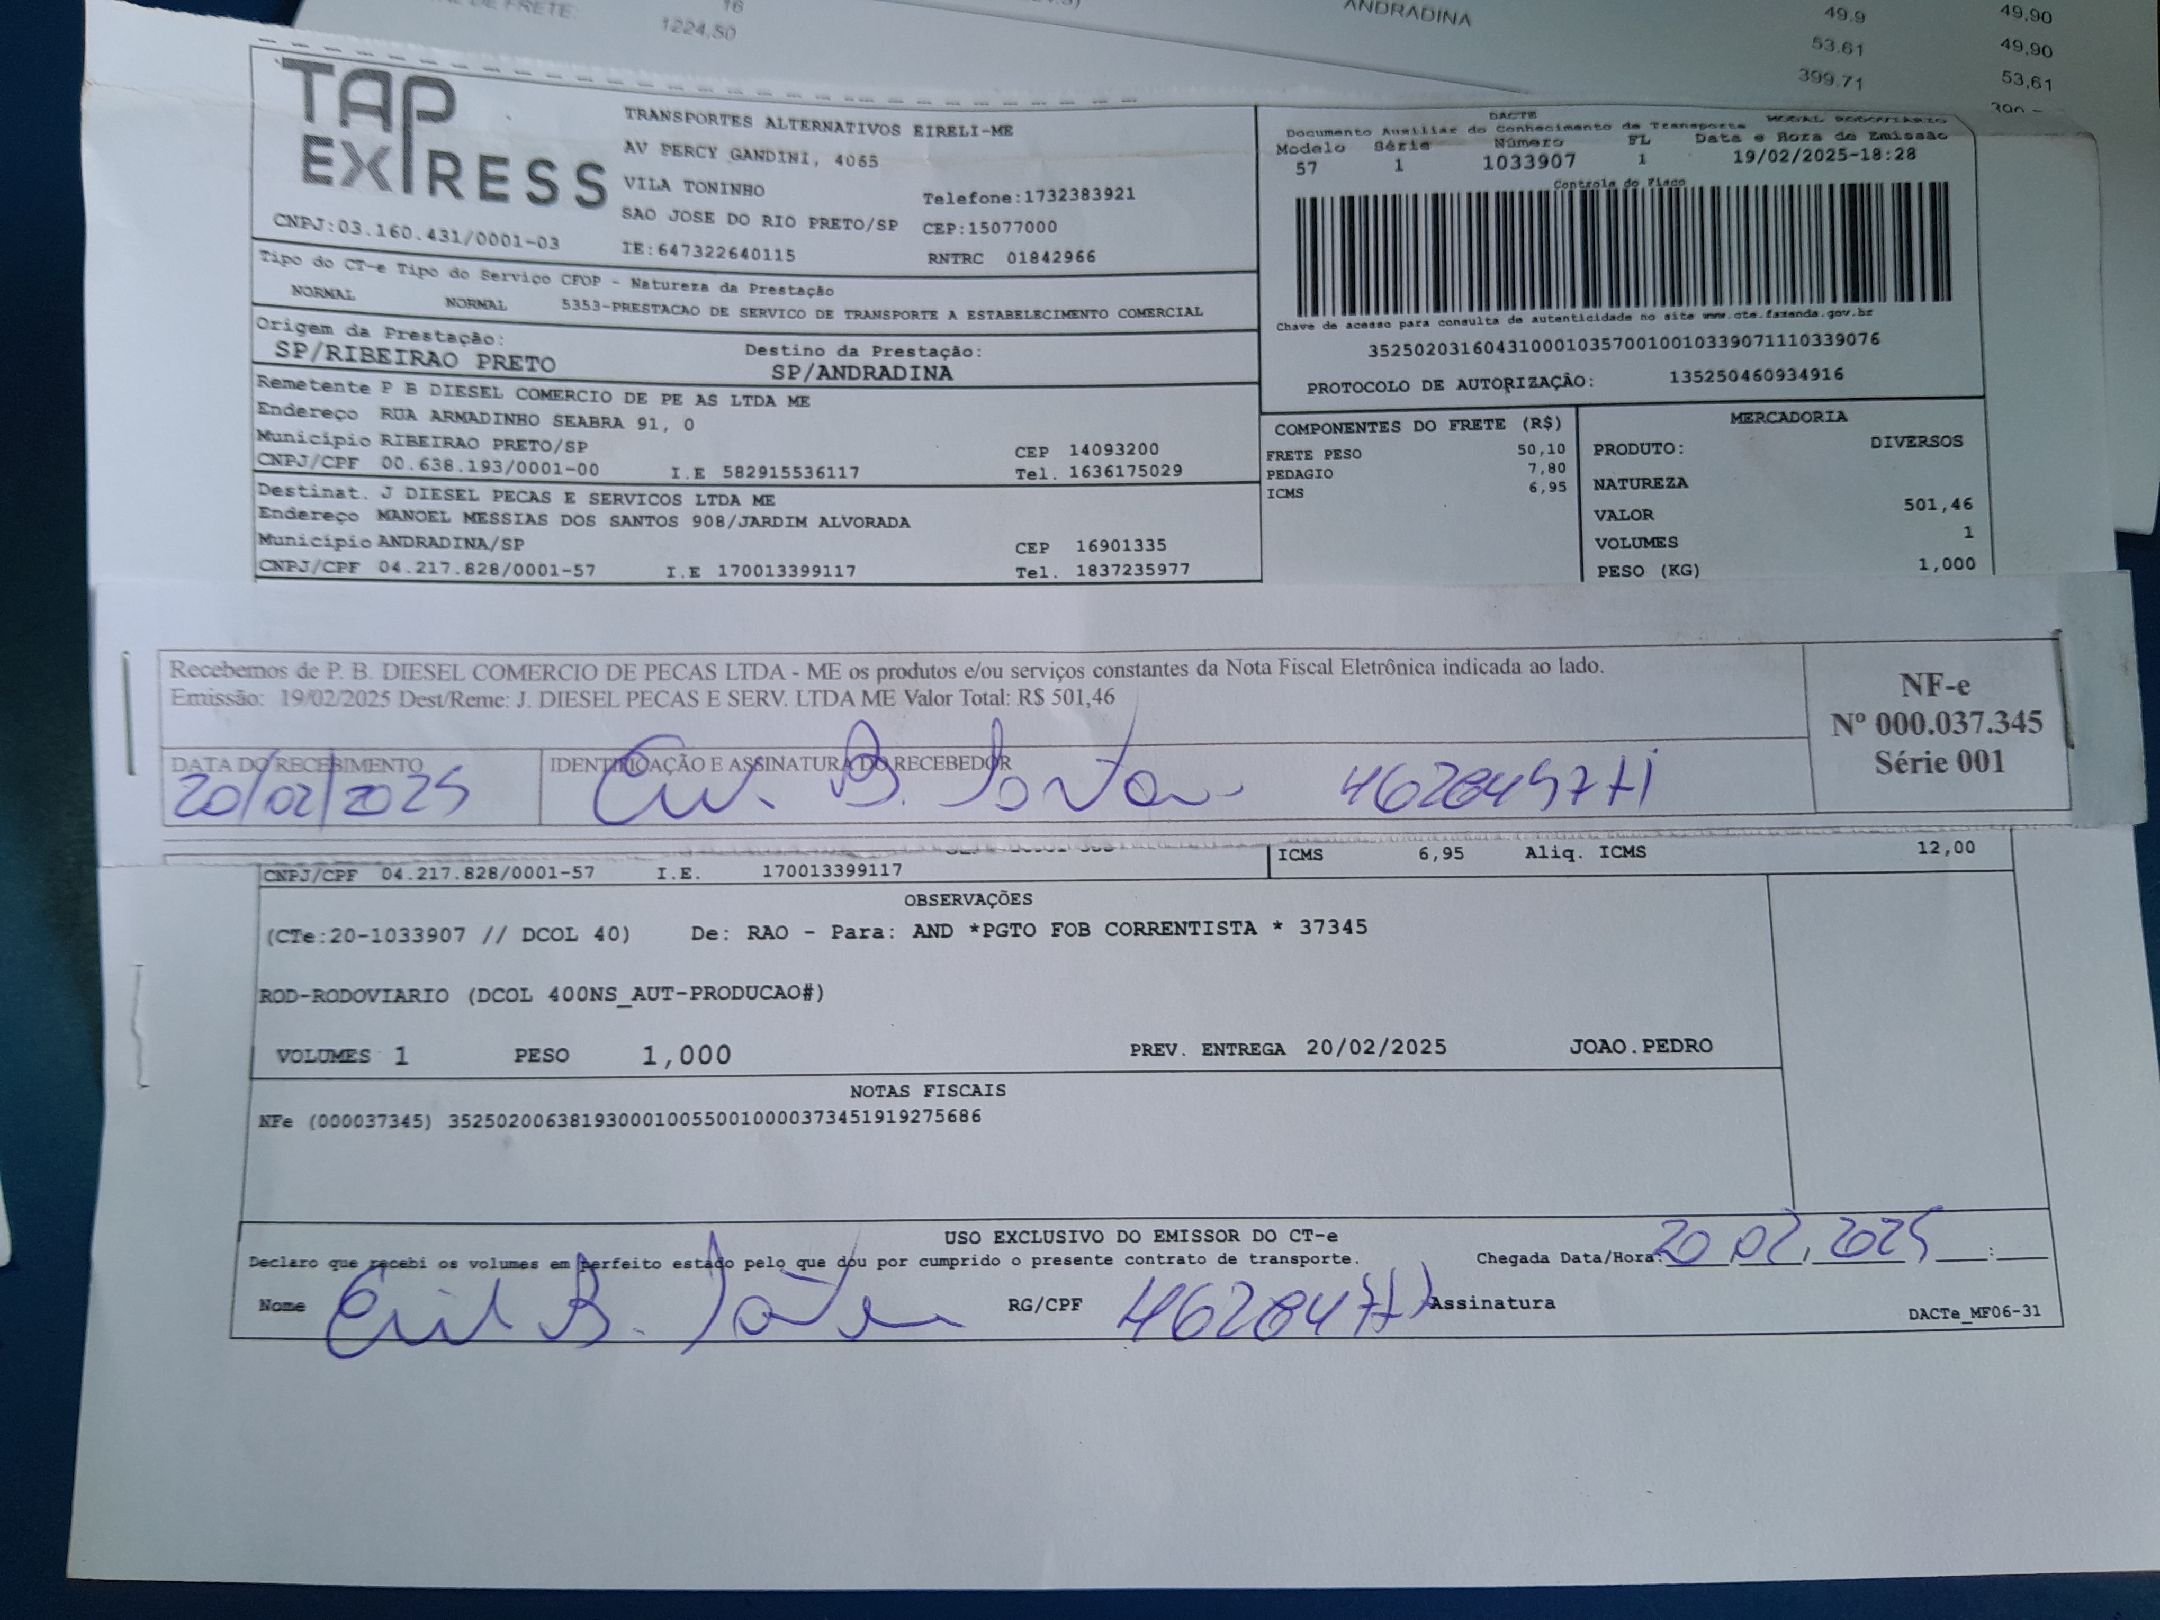 16
1224,50
ANDRADINA
49.9
49,90
53.61
49,90
399.71
53,61
TAP EXPRESS
TRANSPORTES ALTERNATIVOS EIRELI-ME
AV PERCY GANDINI, 4065
VILA TONINHO
Telefone:1732383921
SAO JOSE DO RIO PRETO/SP CEP:15077000
CNPJ:03.160.431/0001-03
IE:647322640115
RNTRC 01842966
DACTE
Documento Auxiliar do Conhecimento de Transporte
Modelo Série Número FL Data e Hora de Emissão
57 1 1033907 1 19/02/2025-18:28
Controle do Fisco
Chave de acesso para consulta de autenticidade no site www.cte.fazenda.gov.br
35250203160431000103570010010339071110339076
PROTOCOLO DE AUTORIZAÇÃO: 135250460934916
Tipo do CT-e Tipo do Serviço CFOP - Natureza da Prestação
NORMAL NORMAL 5353-PRESTACAO DE SERVICO DE TRANSPORTE A ESTABELECIMENTO COMERCIAL
Origem da Prestação: Destino da Prestação:
SP/RIBEIRAO PRETO SP/ANDRADINA
Remetente P B DIESEL COMERCIO DE PE AS LTDA ME
Endereço RUA ARMADINHO SEABRA 91, 0
Município RIBEIRAO PRETO/SP CEP 14093200
CNPJ/CPF 00.638.193/0001-00 I.E 582915536117 Tel. 1636175029
Destinat. J DIESEL PECAS E SERVICOS LTDA ME
Endereço MANOEL MESSIAS DOS SANTOS 908/JARDIM ALVORADA
Município ANDRADINA/SP CEP 16901335
CNPJ/CPF 04.217.828/0001-57 I.E 170013399117 Tel. 1837235977
COMPONENTES DO FRETE (R$)
FRETE PESO 50,10
PEDAGIO 7,80
ICMS 6,95
MERCADORIA
PRODUTO: DIVERSOS
NATUREZA
VALOR 501,46
VOLUMES 1
PESO (KG) 1,000
Recebemos de P. B. DIESEL COMERCIO DE PECAS LTDA - ME os produtos e/ou serviços constantes da Nota Fiscal Eletrônica indicada ao lado.
Emissão: 19/02/2025 Dest/Reme: J. DIESEL PECAS E SERV. LTDA ME Valor Total: R$ 501,46
NF-e
Nº 000.037.345
Série 001
DATA DO RECEBIMENTO
IDENTIFICAÇÃO E ASSINATURA DO RECEBEDOR
20/02/2025
CNPJ/CPF 04.217.828/0001-57 I.E. 170013399117
ICMS 6,95 Aliq. ICMS 12,00
OBSERVAÇÕES
(CTe:20-1033907 // DCOL 40) De: RAO - Para: AND *PGTO FOB CORRENTISTA * 37345
ROD-RODOVIARIO (DCOL 400NS_AUT-PRODUCAO#)
VOLUMES 1 PESO 1,000 PREV. ENTREGA 20/02/2025 JOAO.PEDRO
NOTAS FISCAIS
NFe (000037345) 35250200638193000100550010000373451919275686
USO EXCLUSIVO DO EMISSOR DO CT-e
Declaro que recebi os volumes em perfeito estado pelo que dou por cumprido o presente contrato de transporte. Chegada Data/Hora: 20 02 2025 :
Nome RG/CPF Assinatura
DACTe_MF06-31